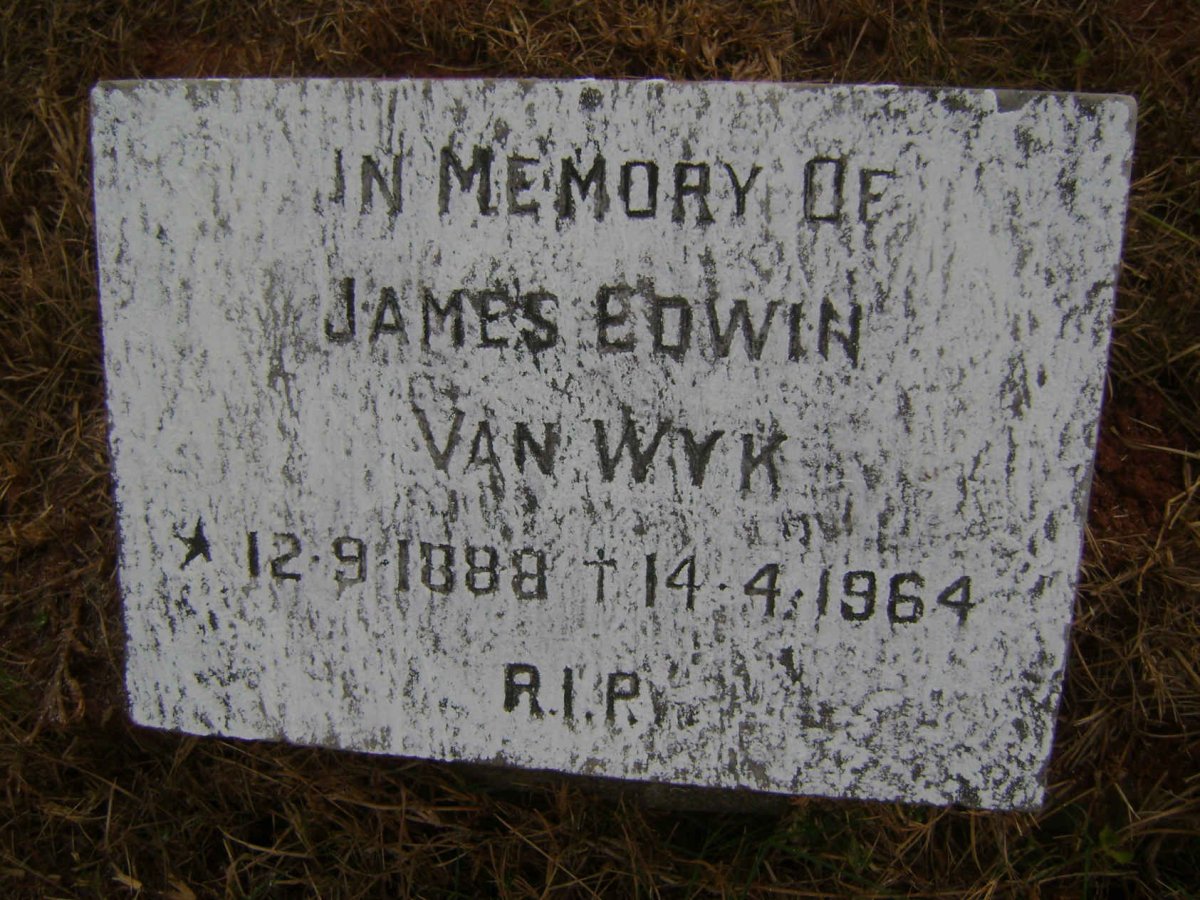 IN MEMORY OF
JAMES EDWIN
VAN WYK
★ 12·9·1888 † 14·4·1964
R.I.P.